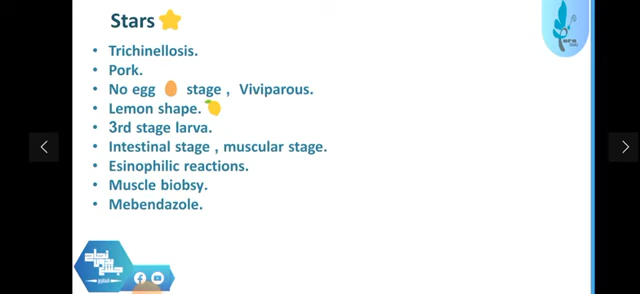 Stars
• Trichinellosis.
• Pork.
• No egg stage , Viviparous.
• Lemon shape.
• 3rd stage larva.
• Intestinal stage , muscular stage.
• Esinophilic reactions.
• Muscle biobsy.
• Mebendazole.